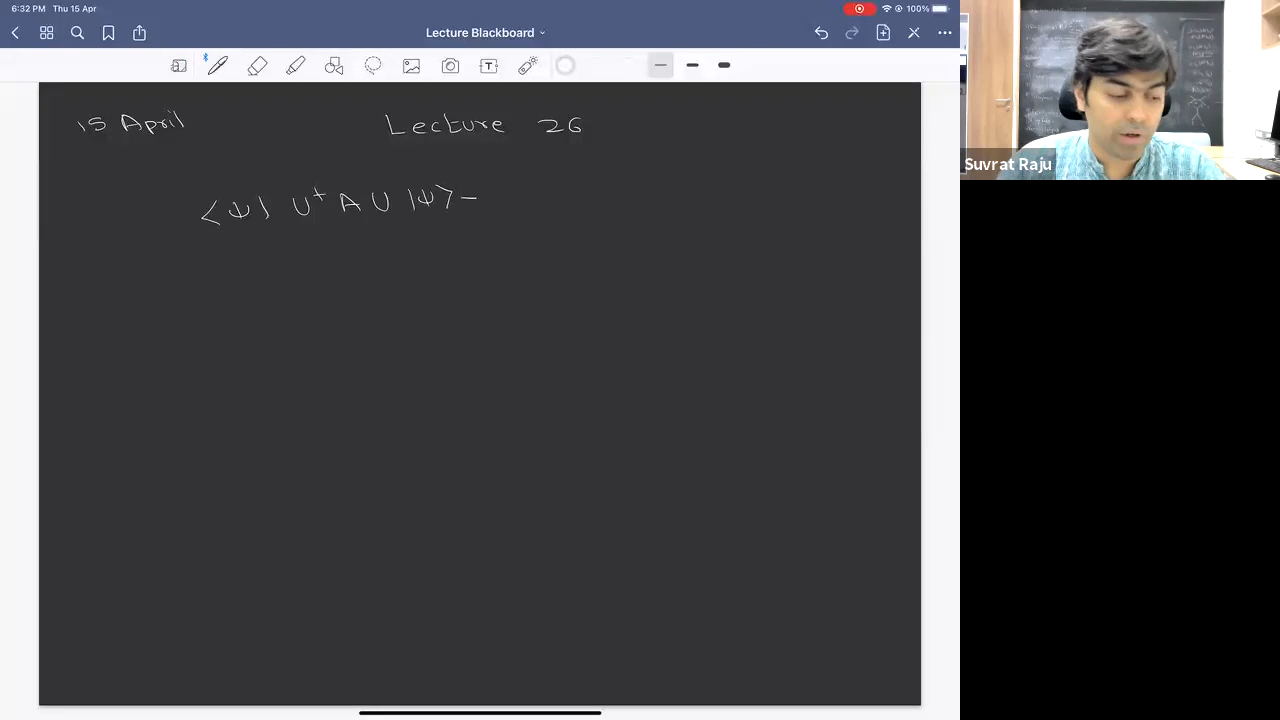 6:32 PM Thu 15 Apr
100%
Lecture Blackboard
T
Suvrat Raju
15 April Lecture 26
<ψ| U† A U |ψ> −